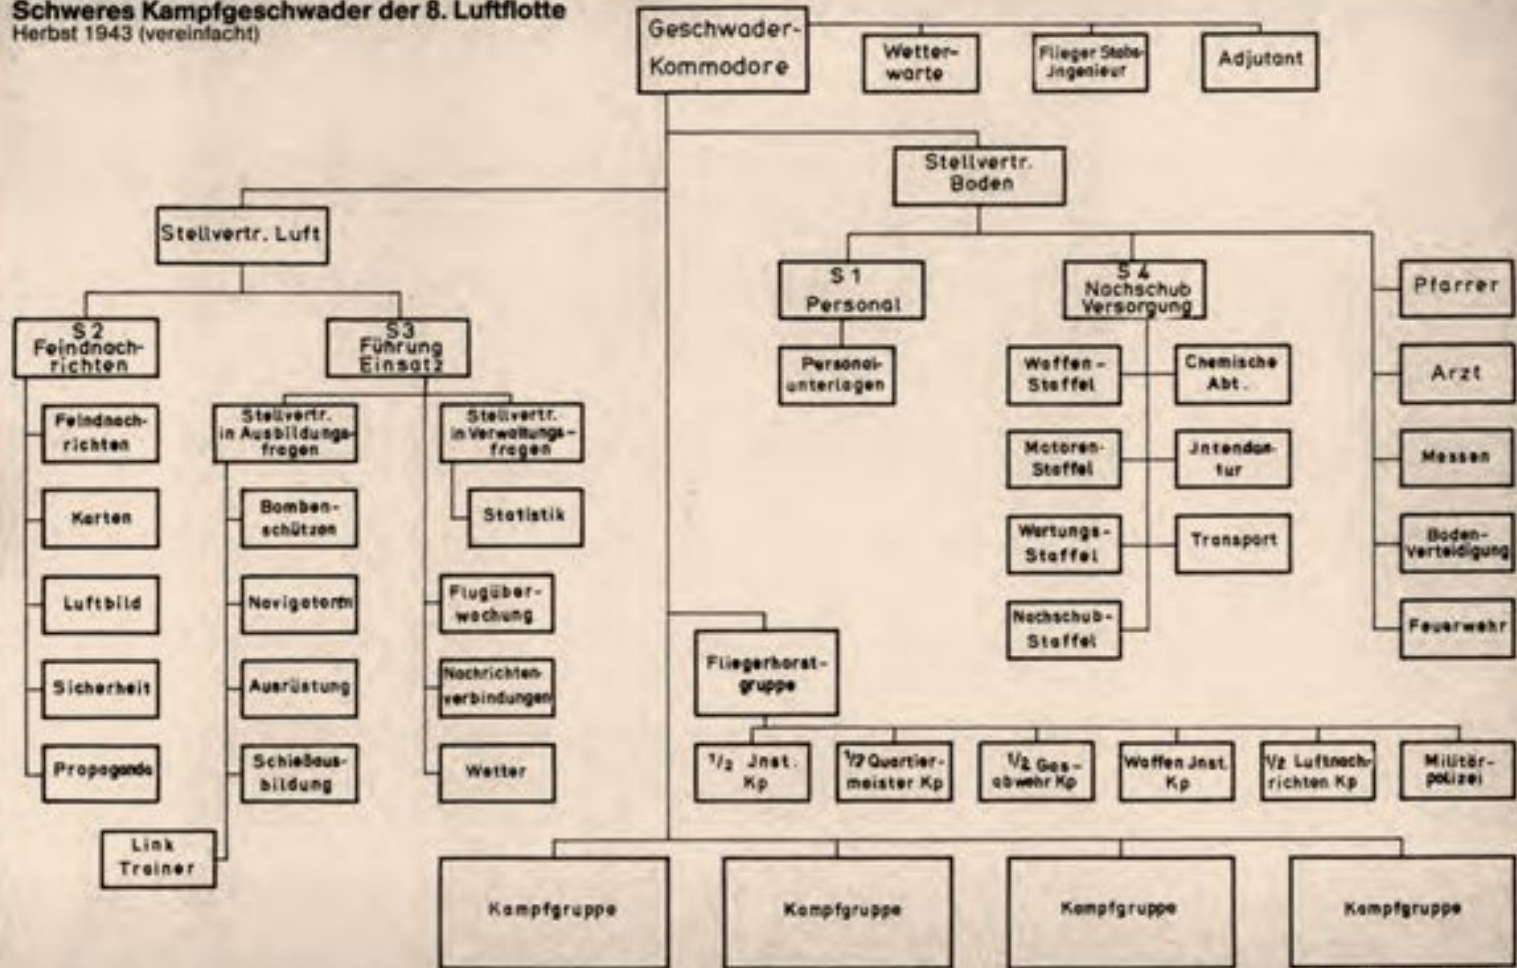 Schweres Kampfgeschwader der 8. Luftflotte
Herbst 1943 (vereinfacht)
Geschwader-
Kommodore
Wetter-
warte
Flieger Stabs-
Jngenieur
Adjutant
Stellvertr.
Boden
Stellvertr. Luft
S 1
Personal
S 4
Nachschub
Versorgung
Pfarrer
S 2
Feindnach-
richten
S 3
Führung
Einsatz
Personal-
unterlagen
Waffen-
Staffel
Chemische
Abt.
Arzt
Feindnach-
richten
Stellvertr.
in Ausbildungs-
fragen
Stellvertr.
in Verwaltungs-
fragen
Motoren-
Staffel
Jntendan-
tur
Messen
Karten
Bomben-
schützen
Statistik
Wartungs-
Staffel
Transport
Boden-
Verteidigung
Luftbild
Navigatoren
Flugüber-
wachung
Nachschub-
Staffel
Feuerwehr
Fliegerhorst-
gruppe
Sicherheit
Ausrüstung
Nachrichten-
verbindungen
Propaganda
Schießaus-
bildung
Wetter
1/2 Jnst.
Kp
1/2 Quartier-
meister Kp
1/2 Gas-
abwehr Kp
Waffen Jnst.
Kp
1/2 Luftnach-
richten Kp
Militär-
polizei
Link
Trainer
Kampfgruppe
Kampfgruppe
Kampfgruppe
Kampfgruppe